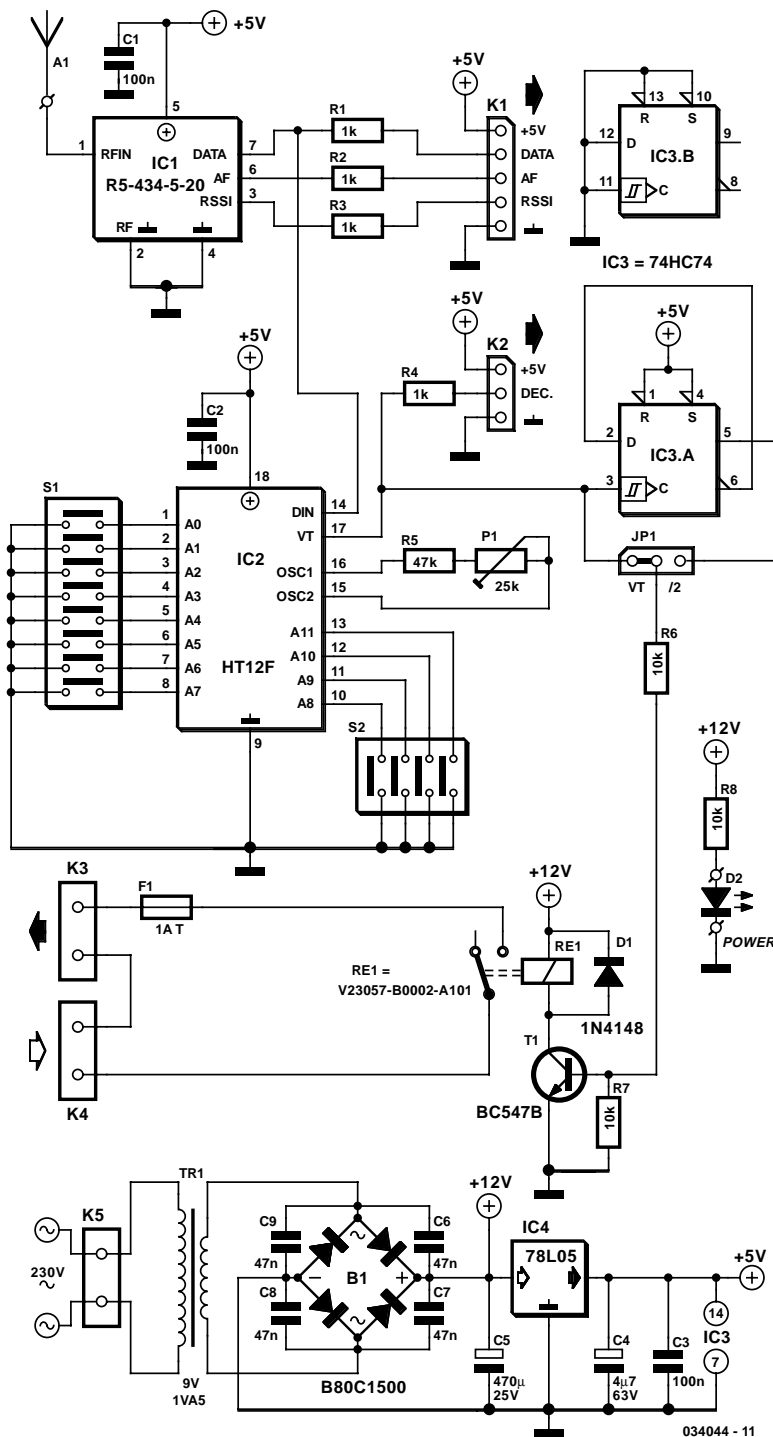 A1
C1
100n
+5V
5
1
RFIN
IC1
R5-434-5-20
DATA
AF
RSSI
RF
7
6
3
2
4
R1
1k
R2
1k
R3
1k
+5V
K1
+5V
DATA
AF
RSSI
13
10
R
S
12
D
9
IC3.B
11
C
8
IC3 = 74HC74
+5V
C2
100n
18
+5V
K2
+5V
DEC.
R4
1k
+5V
1
4
R
S
2
D
5
IC3.A
3
C
6
S1
1
A0
2
A1
3
A2
4
A3
5
A4
6
A5
7
A6
8
A7
IC2
HT12F
DIN
14
VT
17
OSC1
16
OSC2
15
A11
13
A10
12
A9
11
A8
10
9
R5
47k
P1
25k
JP1
VT
/2
R6
10k
S2
+12V
R8
10k
D2
POWER
K3
F1
1A T
K4
RE1 =
V23057-B0002-A101
+12V
RE1
D1
1N4148
T1
BC547B
R7
10k
K5
230V
~
TR1
9V
1VA5
C9
47n
C8
47n
C6
47n
C7
47n
~
–
B1
+
~
B80C1500
+12V
IC4
78L05
+5V
C5
470µ
25V
C4
4µ7
63V
C3
100n
14
IC3
7
034044 - 11